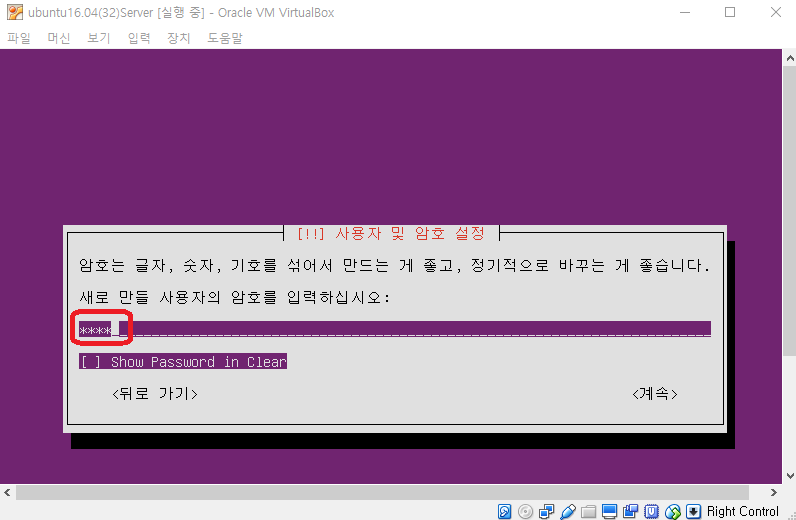 ubuntu16.04(32)Server [실행 중] - Oracle VM VirtualBox
파일 머신 보기 입력 장치 도움말
[!!] 사용자 및 암호 설정
암호는 글자, 숫자, 기호를 섞어서 만드는 게 좋고, 정기적으로 바꾸는 게 좋습니다.
새로 만들 사용자의 암호를 입력하십시오:
****
[ ] Show Password in Clear
<뒤로 가기> <계속>
Right Control